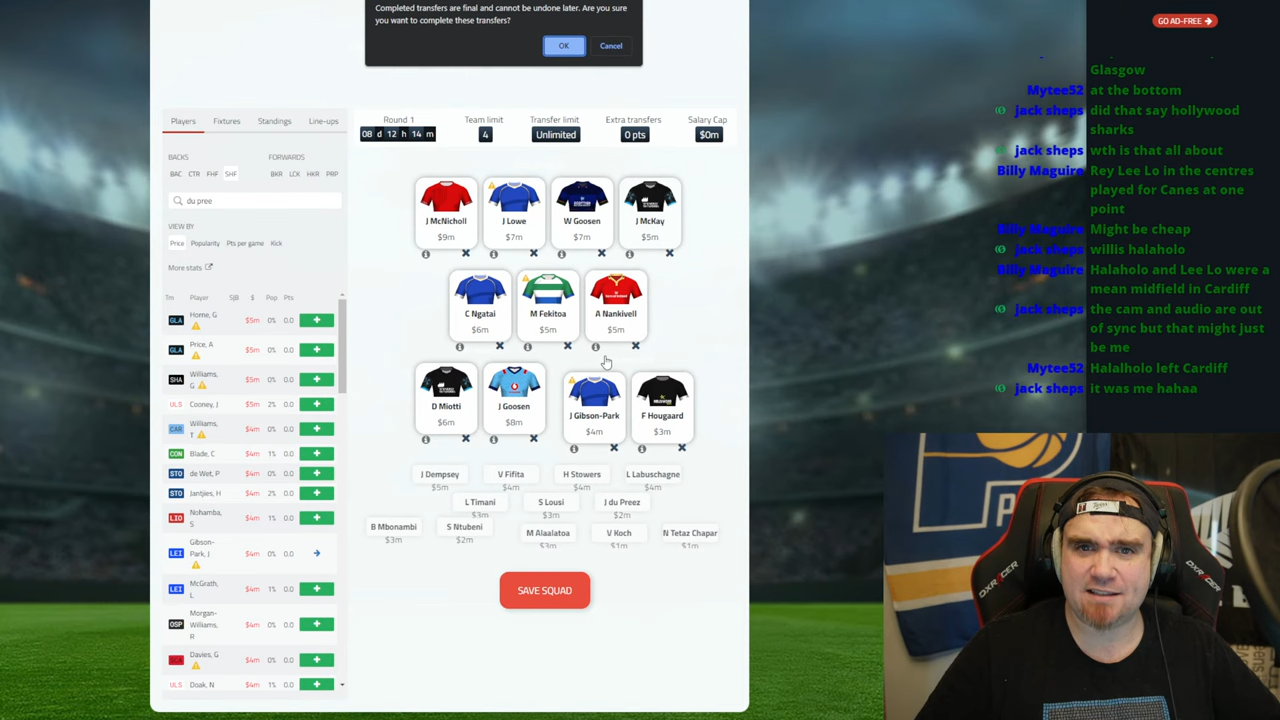 Completed transfers are final and cannot be undone later. Are you sure
you want to complete these transfers?
OK
Cancel
GO AD-FREE
Players
Fixtures
Standings
Line-ups
Round 1
Team limit
Transfer limit
Extra transfers
Salary Cap
08 d 12 h 14 m
4
Unlimited
0 pts
$0m
BACKS
FORWARDS
BAC CTR FHF SHF
BKR LCK HKR PRP
du pree
VIEW BY
Price Popularity Pts per game Kick
More stats
Tm Player S|B $ Pop Pts
GLA Home, G $5m 0% 0.0
GLA Price, A $5m 0% 0.0
SHA Williams, G $5m 0% 0.0
ULS Cooney, J $5m 2% 0.0
CAR Williams, T $4m 0% 0.0
CON Blade, C $4m 1% 0.0
STO de Wet, P $4m 0% 0.0
STO Jantjies, H $4m 2% 0.0
LIO Nohamba, S $4m 1% 0.0
LEI Gibson-Park, J $4m 0% 0.0
LEI McGrath, L $4m 1% 0.0
OSP Morgan-Williams, R $4m 0% 0.0
SCA Davies, G $4m 0% 0.0
ULS Doak, N $4m 1% 0.0
J McNicholl
$9m
J Lowe
$7m
W Goosen
$7m
J McKay
$5m
C Ngatai
$6m
M Fekitoa
$5m
A Nankivell
$5m
D Miotti
$6m
J Goosen
$8m
J Gibson-Park
$4m
F Hougaard
$3m
J Dempsey
$5m
V Fifita
$4m
H Stowers
$4m
L Labuschagne
$4m
L Timani
$3m
S Lousi
$3m
J du Preez
$2m
B Mbonambi
$3m
S Ntubeni
$2m
M Alaalatoa
$3m
V Koch
$1m
N Tetaz Chapar
$1m
SAVE SQUAD
Glasgow
Mytee52 at the bottom
jack sheps did that say hollywood
sharks
jack sheps wth is that all about
Billy Maguire Rey Lee Lo in the centres
played for Canes at one
point
Billy Maguire Might be cheap
jack sheps willis halaholo
Billy Maguire Halaholo and Lee Lo were a
mean midfield in Cardiff
jack sheps the cam and audio are out
of sync but that might just
be me
Mytee52 Halalholo left Cardiff
jack sheps it was me hahaa
DXRACER
DXRACER